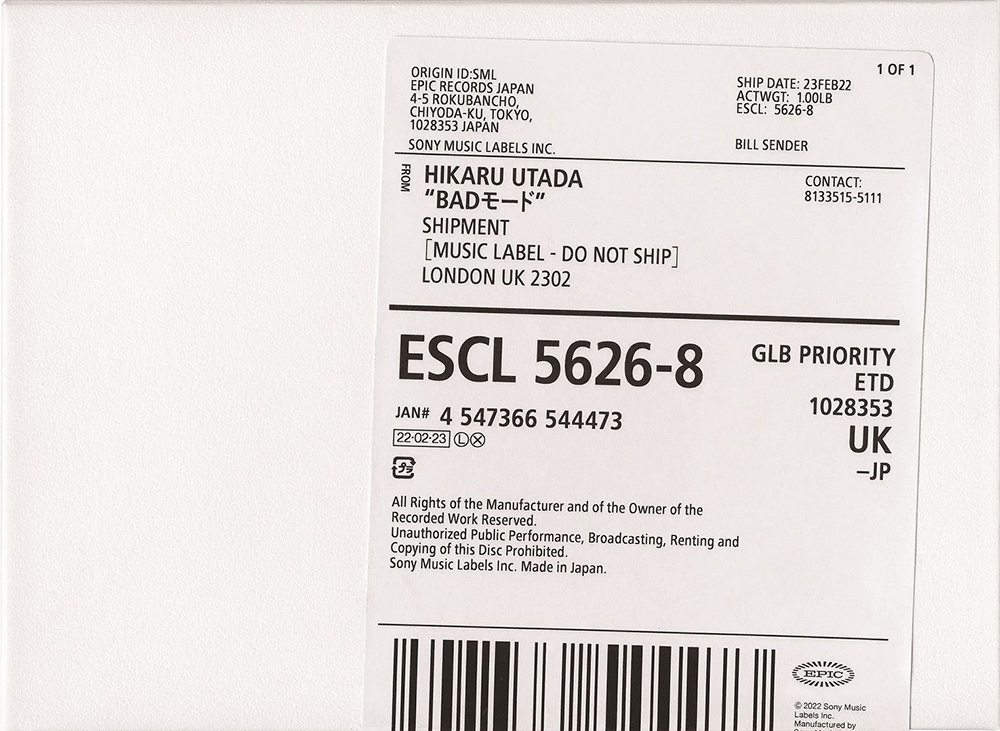 1 OF 1
ORIGIN ID:SML
EPIC RECORDS JAPAN
4-5 ROKUBANCHO,
CHIYODA-KU, TOKYO,
1028353 JAPAN
SONY MUSIC LABELS INC.
SHIP DATE: 23FEB22
ACTWGT: 1.00LB
ESCL: 5626-8
BILL SENDER
FROM
HIKARU UTADA
“BADモード”
SHIPMENT
[MUSIC LABEL - DO NOT SHIP]
LONDON UK 2302
CONTACT:
8133515-5111
ESCL 5626-8
JAN# 4 547366 544473
22·02·23 Ⓛ Ⓧ
プラ
GLB PRIORITY
ETD
1028353
UK
–JP
All Rights of the Manufacturer and of the Owner of the
Recorded Work Reserved.
Unauthorized Public Performance, Broadcasting, Renting and
Copying of this Disc Prohibited.
Sony Music Labels Inc. Made in Japan.
EPIC
© 2022 Sony Music
Labels Inc.
Manufactured by